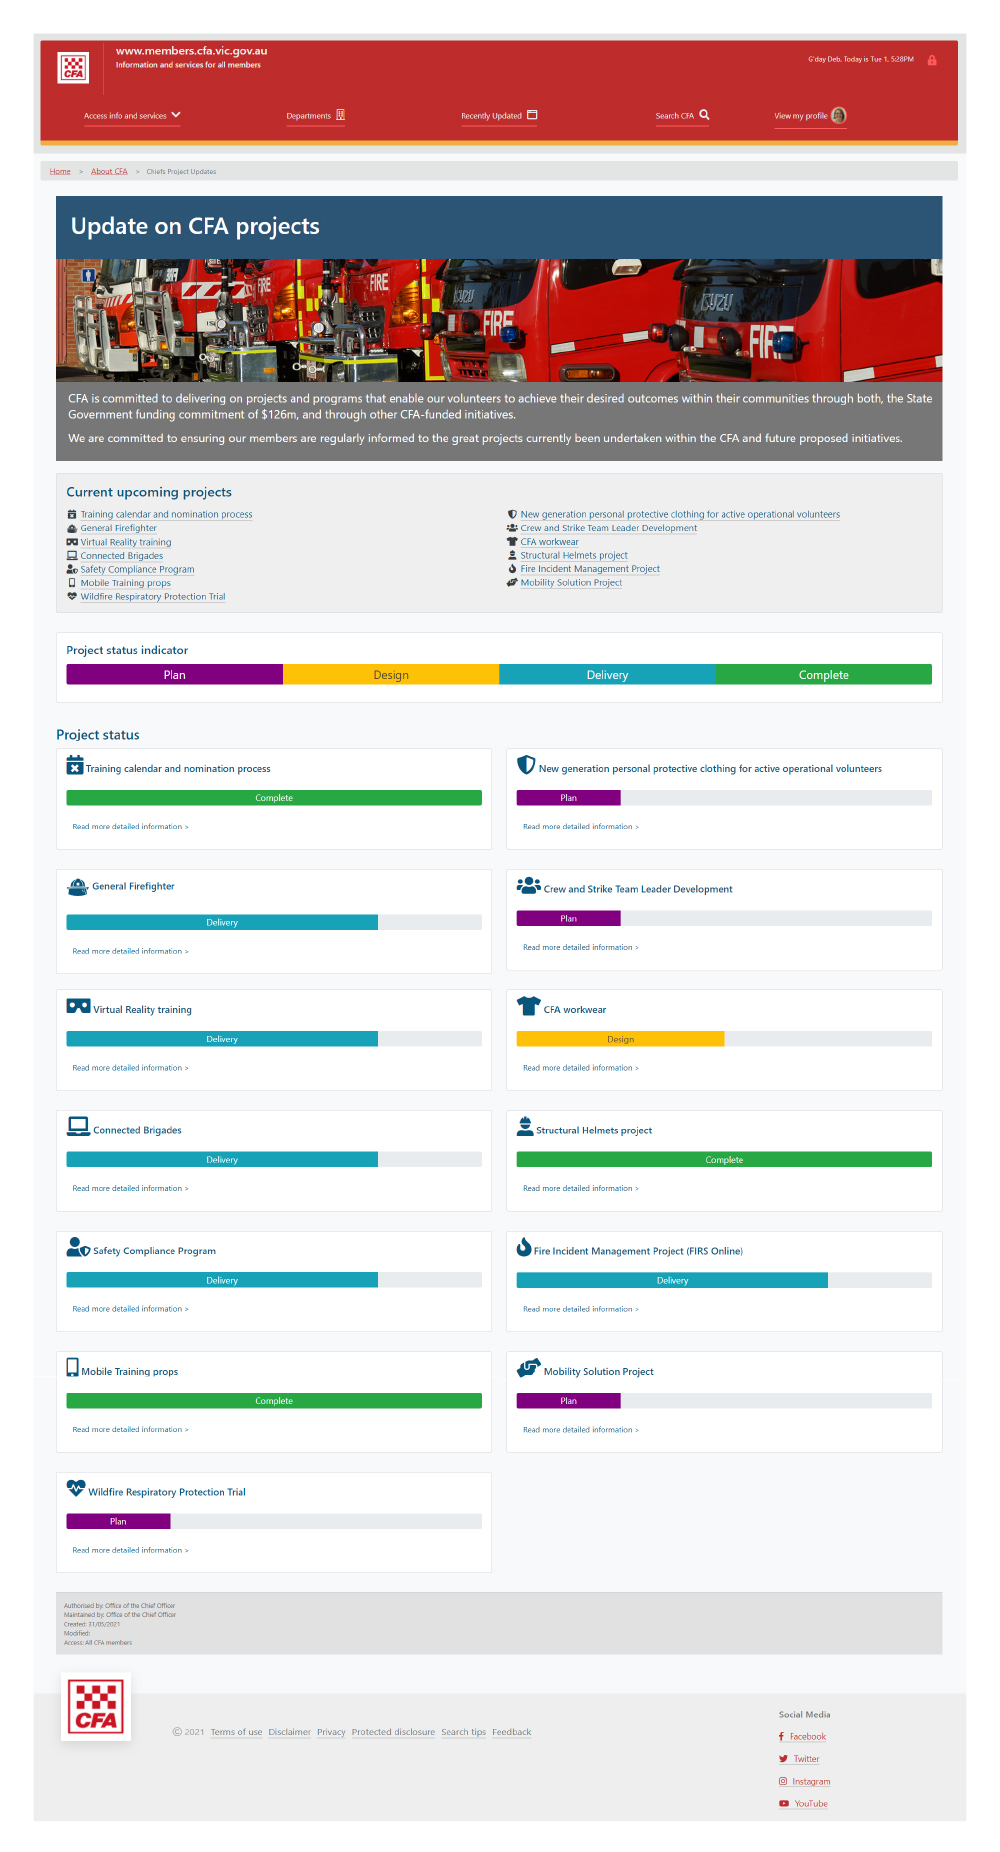 www.members.cfa.vic.gov.au
Information and services for all members
G'day Deb, Today is Tue 1, 5:28PM
CFA
Access info and services
Departments
Recently Updated
Search CFA
View my profile
Home > About CFA > Chiefs Project Updates
Update on CFA projects
FIRE
FIRE
ISUZU
FIRE
ISUZU
FIRE
CFA is committed to delivering on projects and programs that enable our volunteers to achieve their desired outcomes within their communities through both, the State
Government funding commitment of $126m, and through other CFA-funded initiatives.
We are committed to ensuring our members are regularly informed to the great projects currently been undertaken within the CFA and future proposed initiatives.
Current upcoming projects
Training calendar and nomination process
General Firefighter
Virtual Reality training
Connected Brigades
Safety Compliance Program
Mobile Training props
Wildfire Respiratory Protection Trial
New generation personal protective clothing for active operational volunteers
Crew and Strike Team Leader Development
CFA workwear
Structural Helmets project
Fire Incident Management Project
Mobility Solution Project
Project status indicator
Plan
Design
Delivery
Complete
Project status
Training calendar and nomination process
Complete
Read more detailed information >
New generation personal protective clothing for active operational volunteers
Plan
Read more detailed information >
General Firefighter
Delivery
Read more detailed information >
Crew and Strike Team Leader Development
Plan
Read more detailed information >
Virtual Reality training
Delivery
Read more detailed information >
CFA workwear
Design
Read more detailed information >
Connected Brigades
Delivery
Read more detailed information >
Structural Helmets project
Complete
Read more detailed information >
Safety Compliance Program
Delivery
Read more detailed information >
Fire Incident Management Project (FIRS Online)
Delivery
Read more detailed information >
Mobile Training props
Complete
Read more detailed information >
Mobility Solution Project
Plan
Read more detailed information >
Wildfire Respiratory Protection Trial
Plan
Read more detailed information >
Authorised by: Office of the Chief Officer
Maintained by: Office of the Chief Officer
Created: 31/05/2021
Modified:
Access: All CFA members
CFA
© 2021 Terms of use Disclaimer Privacy Protected disclosure Search tips Feedback
Social Media
Facebook
Twitter
Instagram
YouTube